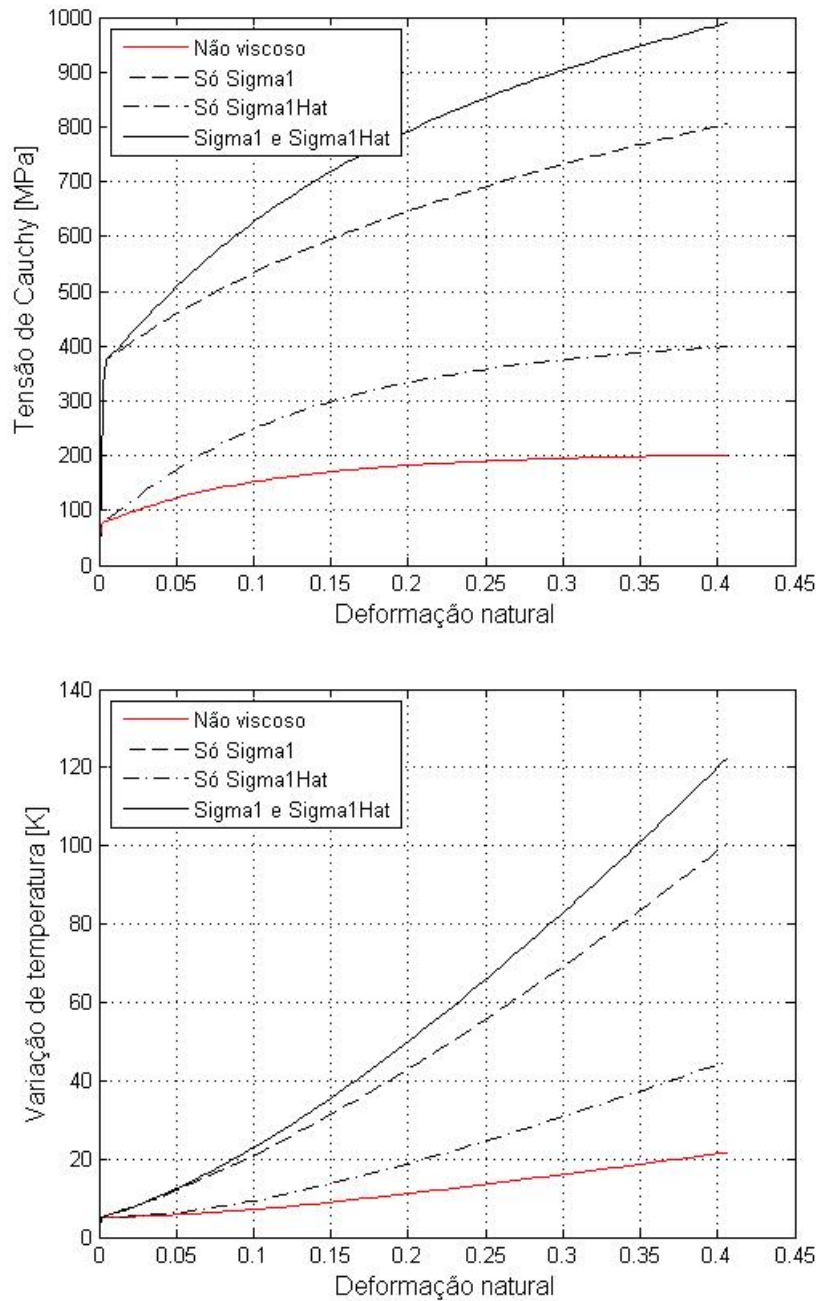 1000
900
800
700
600
500
400
300
200
100
0
Tensão de Cauchy [MPa]
Não viscoso
Só Sigma1
Só Sigma1Hat
Sigma1 e Sigma1Hat
0 0.05 0.1 0.15 0.2 0.25 0.3 0.35 0.4 0.45
Deformação natural
140
120
100
80
60
40
20
0
Variação de temperatura [K]
Não viscoso
Só Sigma1
Só Sigma1Hat
Sigma1 e Sigma1Hat
0 0.05 0.1 0.15 0.2 0.25 0.3 0.35 0.4 0.45
Deformação natural